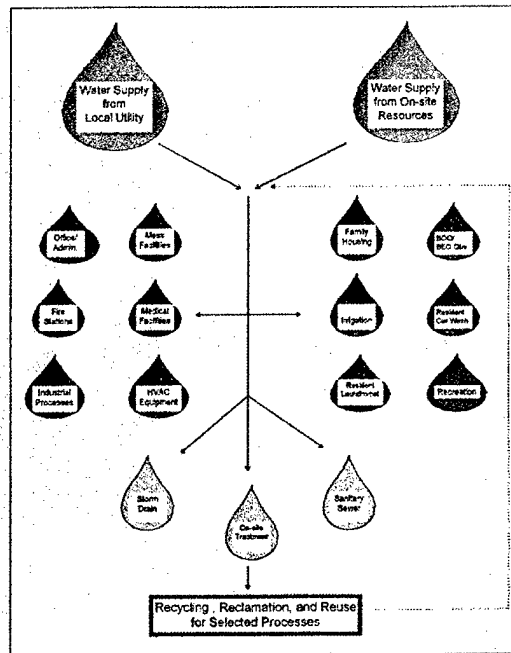 Water Supply
from
Local Utility
Water Supply
from On-site
Resources
Office/
Admin.
Mess
Facilities
Family
Housing
Fire
Stations
Medical
Facilities
Irrigation
Resident
Car Wash
Industrial
Processes
HVAC
Equipment
Resident
Laundromat
Recreation
Storm
Drain
On-site
Treatment
Sanitary
Sewer
Recycling , Reclamation, and Reuse
for Selected Processes